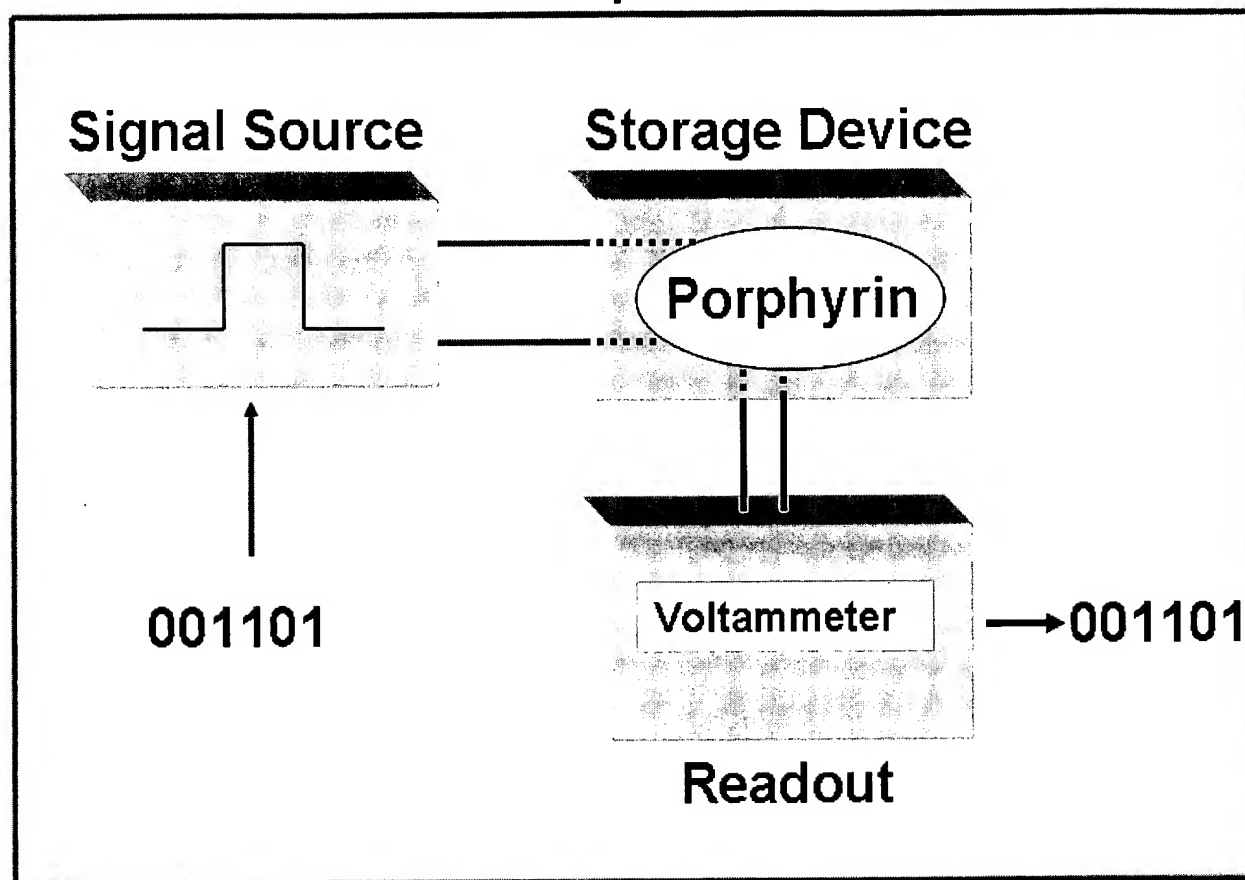 Signal Source
Storage Device
Porphyrin
001101
Voltammeter
001101
Readout